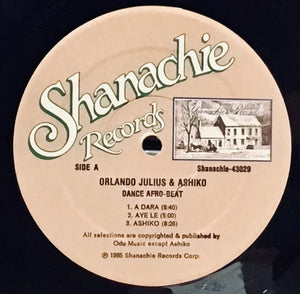 Shanachie
Records
SIDE A
Shanachie-43029
ORLANDO JULIUS & ASHIKO
DANCE AFRO-BEAT
1. A DARA (6:40)
2. AYE LE (5:00)
3. ASHIKO (8:28)
All selections are copyrighted & published by
Odu Music except Ashiko
℗ 1985 Shanachie Records Corp.